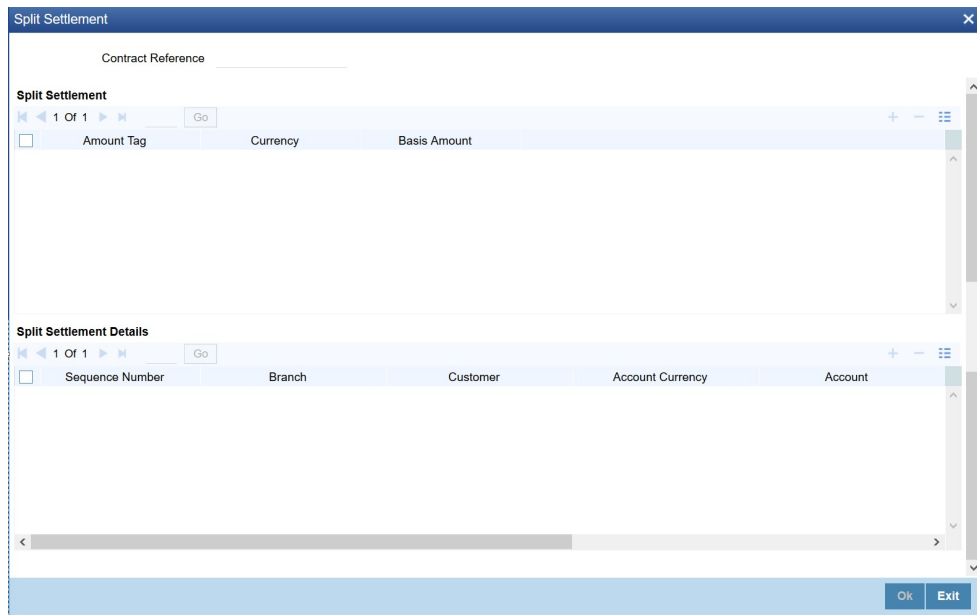 Split Settlement
Contract Reference
Split Settlement
1 Of 1 Go
Amount Tag Currency Basis Amount
Split Settlement Details
1 Of 1 Go
Sequence Number Branch Customer Account Currency Account
Ok Exit